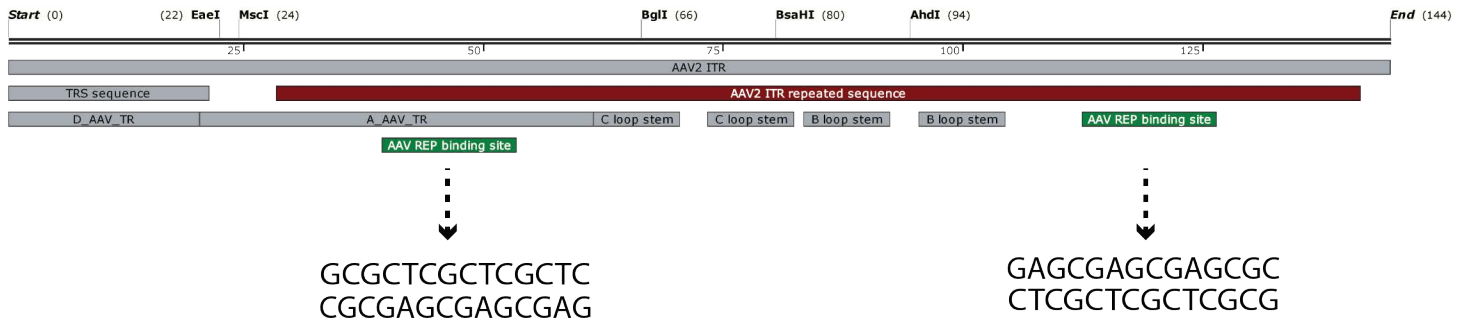 Start (0) (22) EaeI MscI (24) BglI (66) BsaHI (80) AhdI (94) End (144)
25 50 75 100 125
AAV2 ITR
TRS sequence AAV2 ITR repeated sequence
D_AAV_TR A_AAV_TR C loop stem C loop stem B loop stem B loop stem AAV REP binding site
AAV REP binding site
GCGCTCGCTCGCTC GAGCGAGCGAGCGC
CGCGAGCGAGCGAG CTCGCTCGCTCGCG